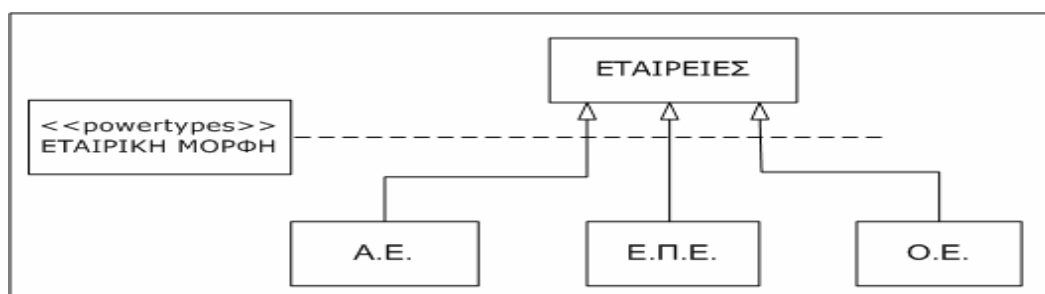 ΕΤΑΙΡΕΙΕΣ
<<powertypes>>
ΕΤΑΙΡΙΚΗ ΜΟΡΦΗ
Α.Ε.
Ε.Π.Ε.
Ο.Ε.